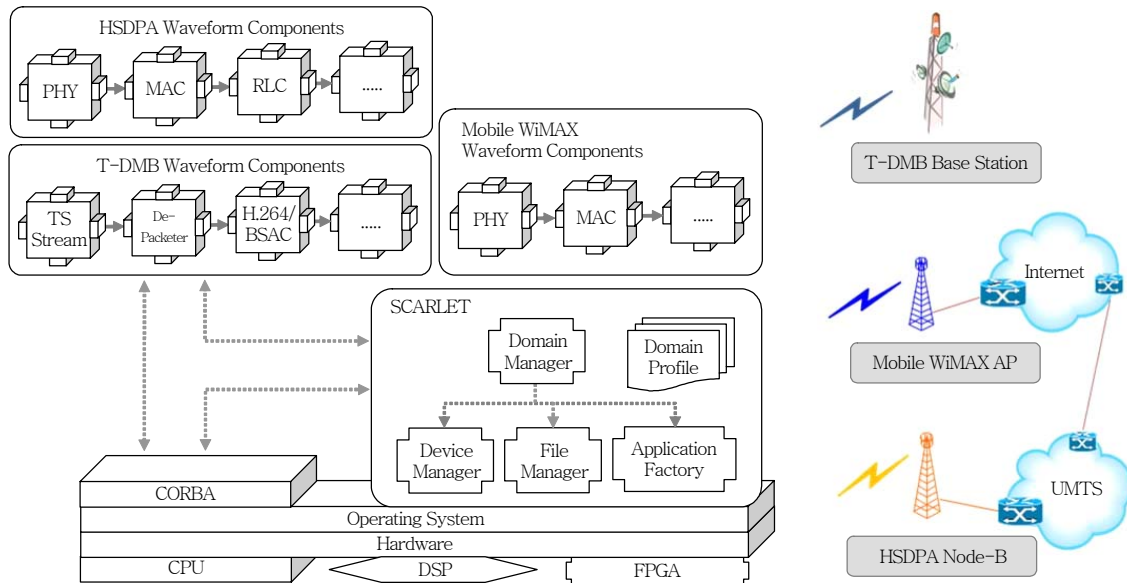 HSDPA Waveform Components
PHY
MAC
RLC
.....
T-DMB Waveform Components
TS
Stream
De-
Packeter
H.264/
BSAC
.....
Mobile WiMAX
Waveform Components
PHY
MAC
.....
SCARLET
Domain
Manager
Domain
Profile
Device
Manager
File
Manager
Application
Factory
CORBA
Operating System
Hardware
CPU
DSP
FPGA
T-DMB Base Station
Internet
Mobile WiMAX AP
UMTS
HSDPA Node-B